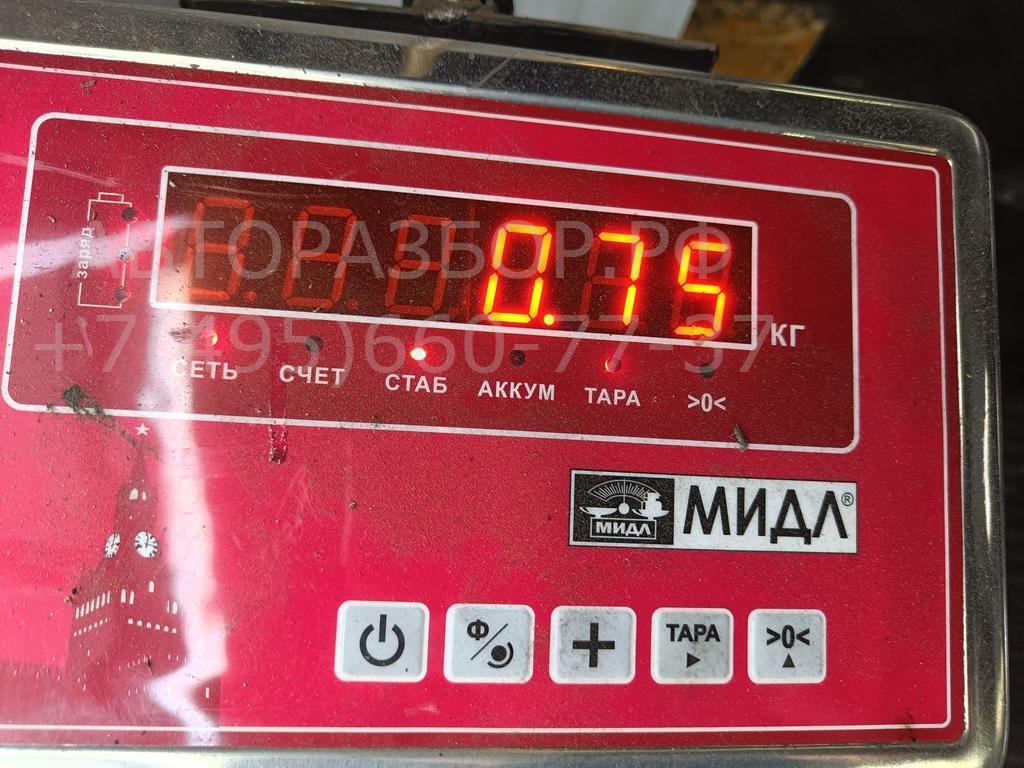 заряд
0.75
АВТОРАЗБОР.РФ
+7(495)660-77-37
КГ
СЕТЬ СЧЕТ СТАБ АККУМ ТАРА >0<
МИДЛ МИДЛ®
Ф ТАРА >0<